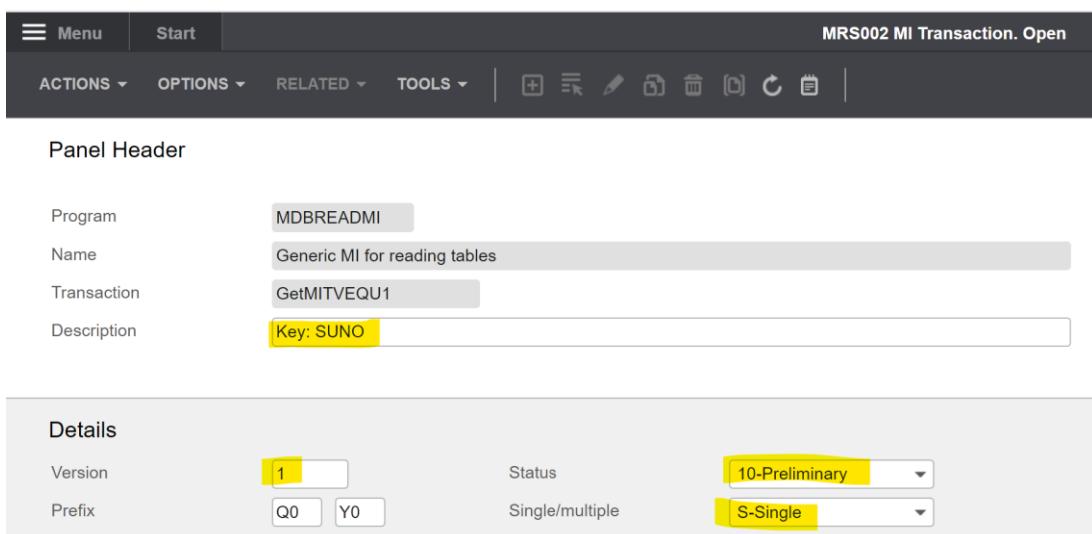 Menu Start MRS002 MI Transaction. Open
ACTIONS OPTIONS RELATED TOOLS
Panel Header
Program MDBREADMI
Name Generic MI for reading tables
Transaction GetMITVEQU1
Description Key: SUNO
Details
Version 1 Status 10-Preliminary
Prefix Q0 Y0 Single/multiple S-Single